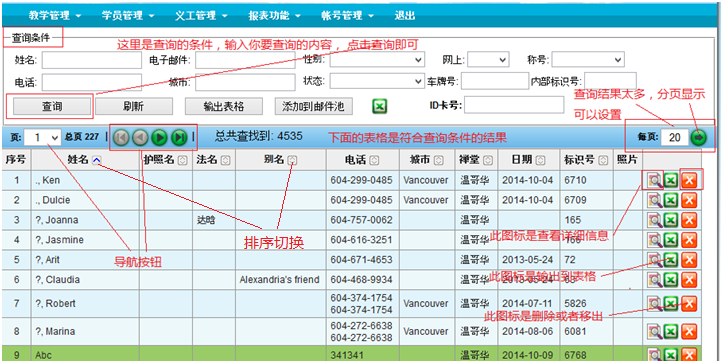 教学管理 学员管理 义工管理 报表功能 帐号管理 退出
查询条件
这里是查询的条件，输入你要查询的内容，点击查询即可
姓名: 电子邮件: 性别: 网上: 称号:
电话: 城市: 状态: 车牌号: 内部标识号:
查询 刷新 输出表格 添加到邮件池 ID卡号:
查询结果太多，分页显示
可以设置
页: 1 总页 227 总共查找到: 4535 下面的表格是符合查询条件的结果 每页: 20
序号 姓名 护照名 法名 别名 电话 城市 禅堂 日期 标识号 照片
1 ., Ken 604-299-0485 Vancouver 温哥华 2014-10-04 6710
2 ., Dulcie 604-299-0485 Vancouver 温哥华 2014-10-04 6709
3 ?, Joanna 达晗 604-757-0062 温哥华 165
排序切换
此图标是查看详细信息
4 ?, Jasmine 604-616-3251 温哥华
导航按钮
5 ?, Arit 604-671-4653 温哥华 2013-05-24 72
此图标是输出到表格
6 ?, Claudia Alexandria's friend 604-468-9934 温哥华 2013-05-24
此图标是删除或者移出
7 ?, Robert 604-374-1754 Vancouver 温哥华 2014-07-11 5826
604-374-1754
8 ?, Marina 604-272-6638 Vancouver 温哥华 2014-08-06 6081
604-272-6638
9 Abc 341341 温哥华 2014-10-09 6768